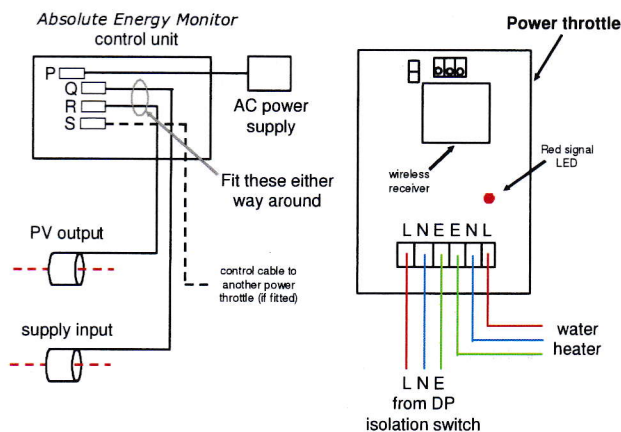 Absolute Energy Monitor
control unit
P
Q
R
S
AC power
supply
Fit these either
way around
PV output
control cable to
another power
throttle (if fitted)
supply input
Power throttle
wireless
receiver
Red signal
LED
L N E E N L
water
heater
L N E
from DP
isolation switch